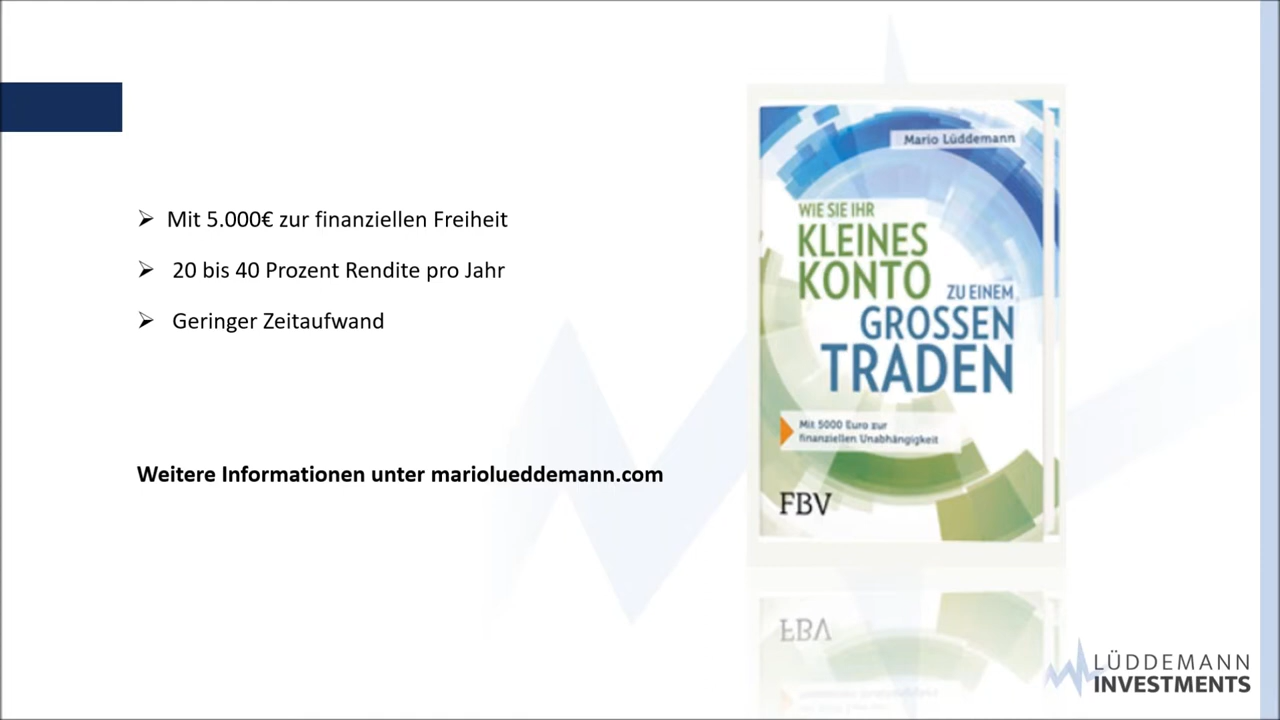 Mit 5.000€ zur finanziellen Freiheit
20 bis 40 Prozent Rendite pro Jahr
Geringer Zeitaufwand
Weitere Informationen unter mariolueddemann.com
Mario Lüddemann
WIE SIE IHR
KLEINES
KONTO ZU EINEM
GROSSEN
TRADEN
Mit 5000 Euro zur
finanziellen Unabhängigkeit
FBV
FBV
LÜDDEMANN
INVESTMENTS